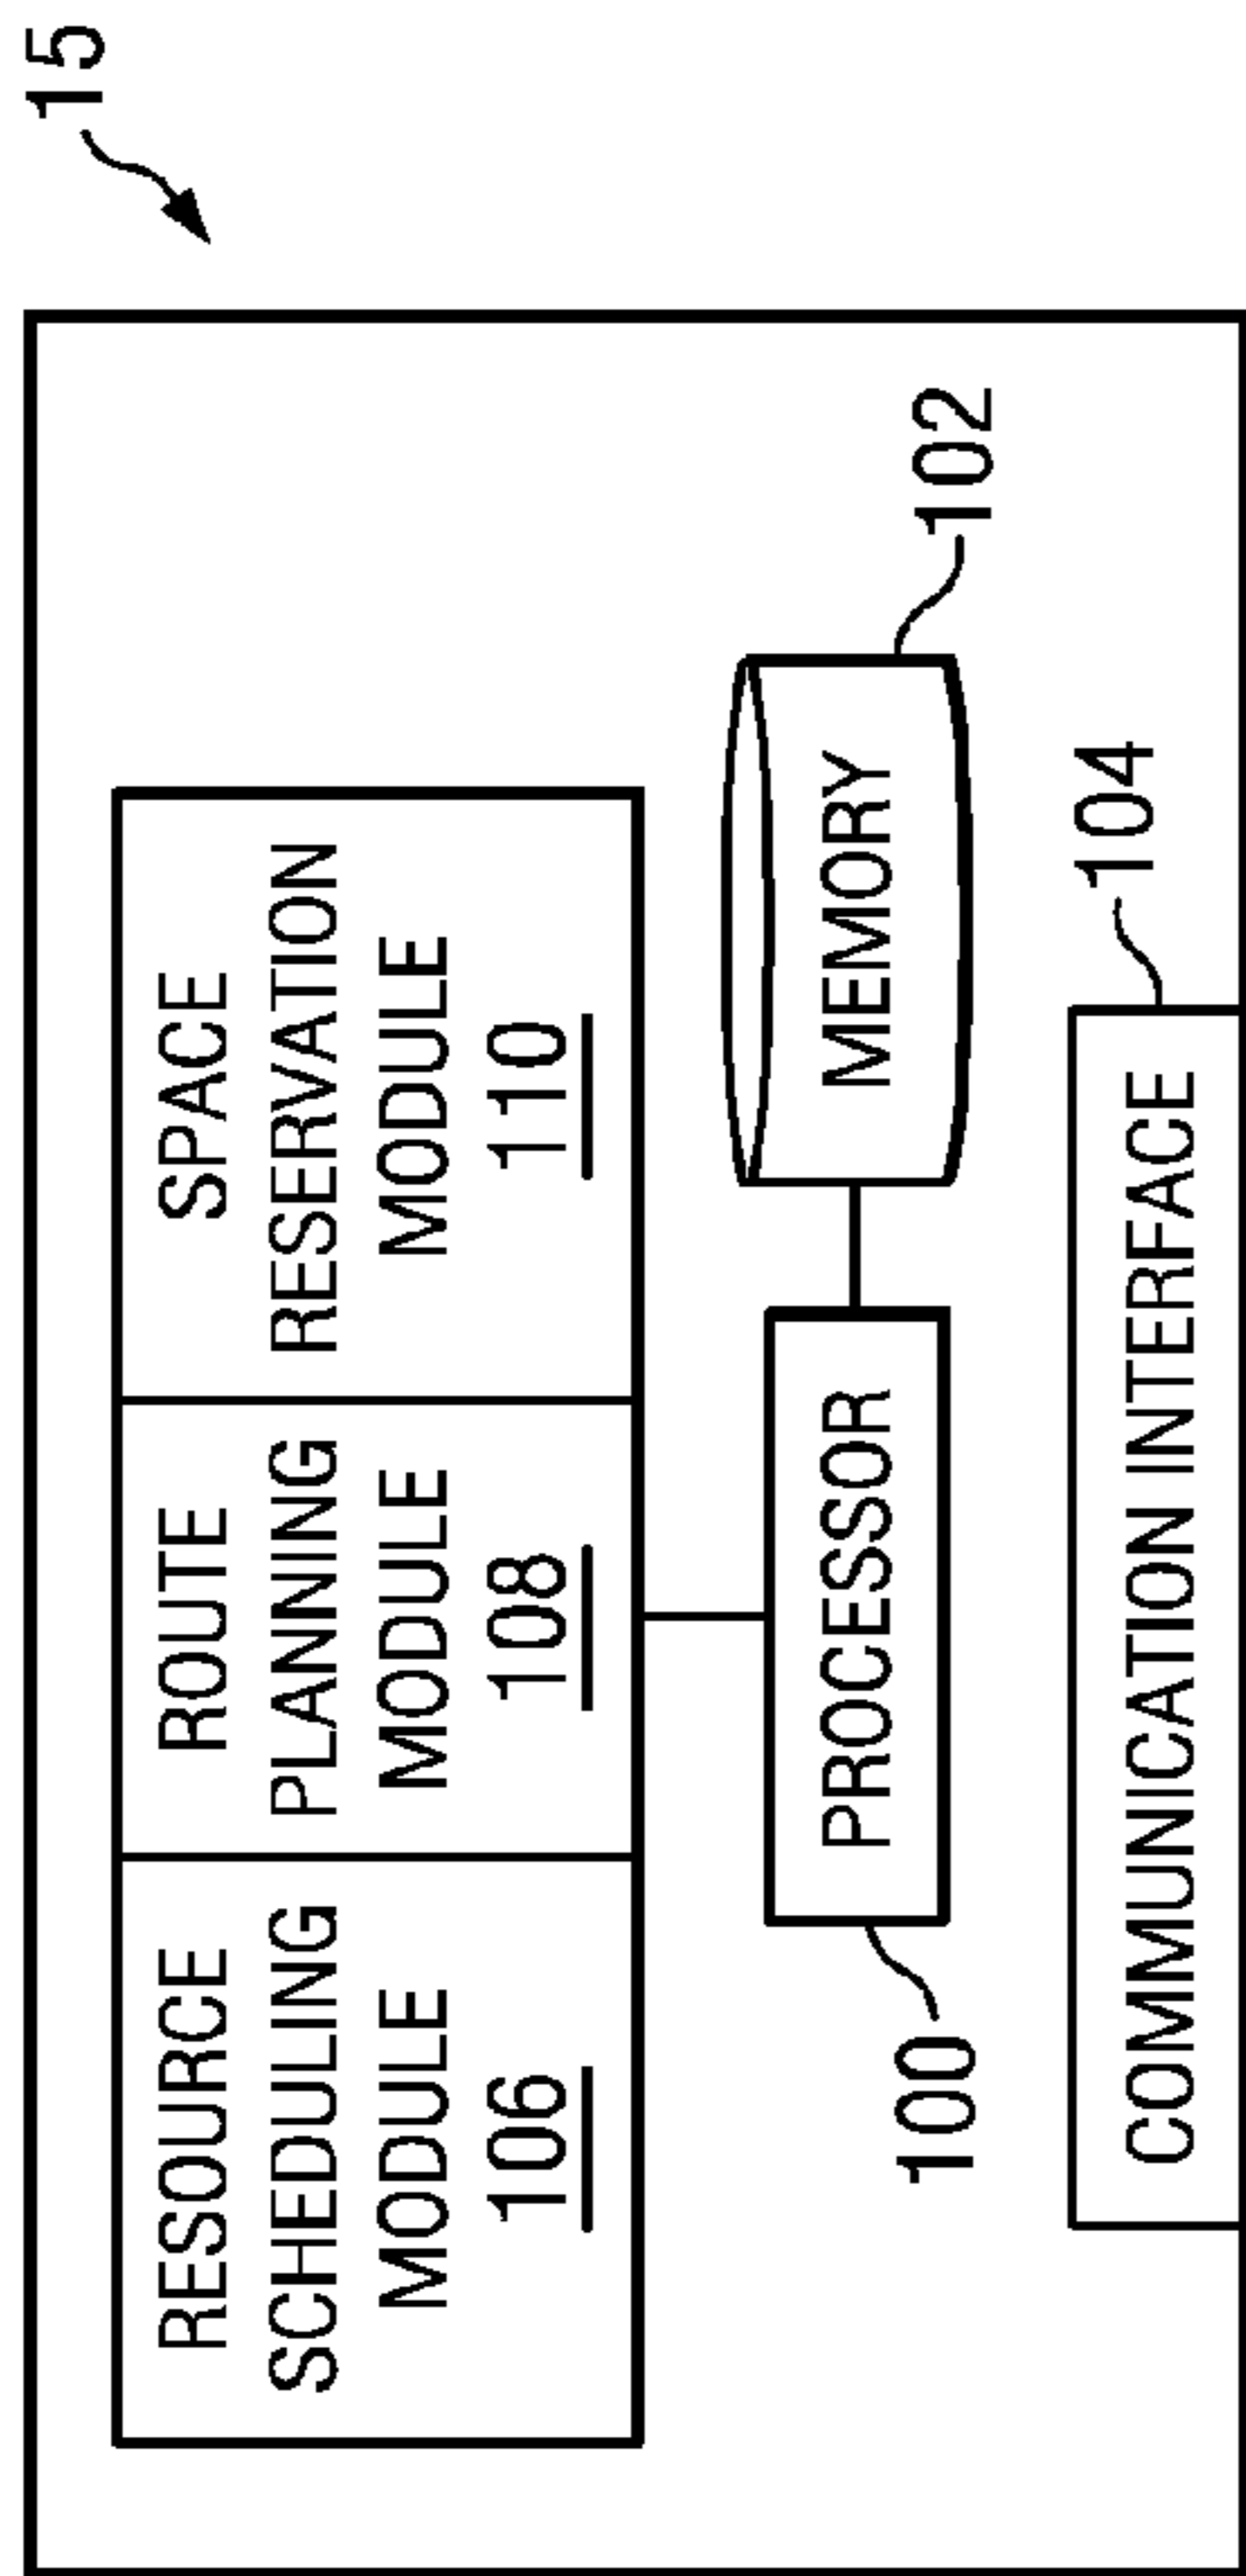 15
RESOURCE
SCHEDULING
MODULE
106
ROUTE
PLANNING
MODULE
108
SPACE
RESERVATION
MODULE
110
PROCESSOR
100
MEMORY
102
COMMUNICATION INTERFACE
104